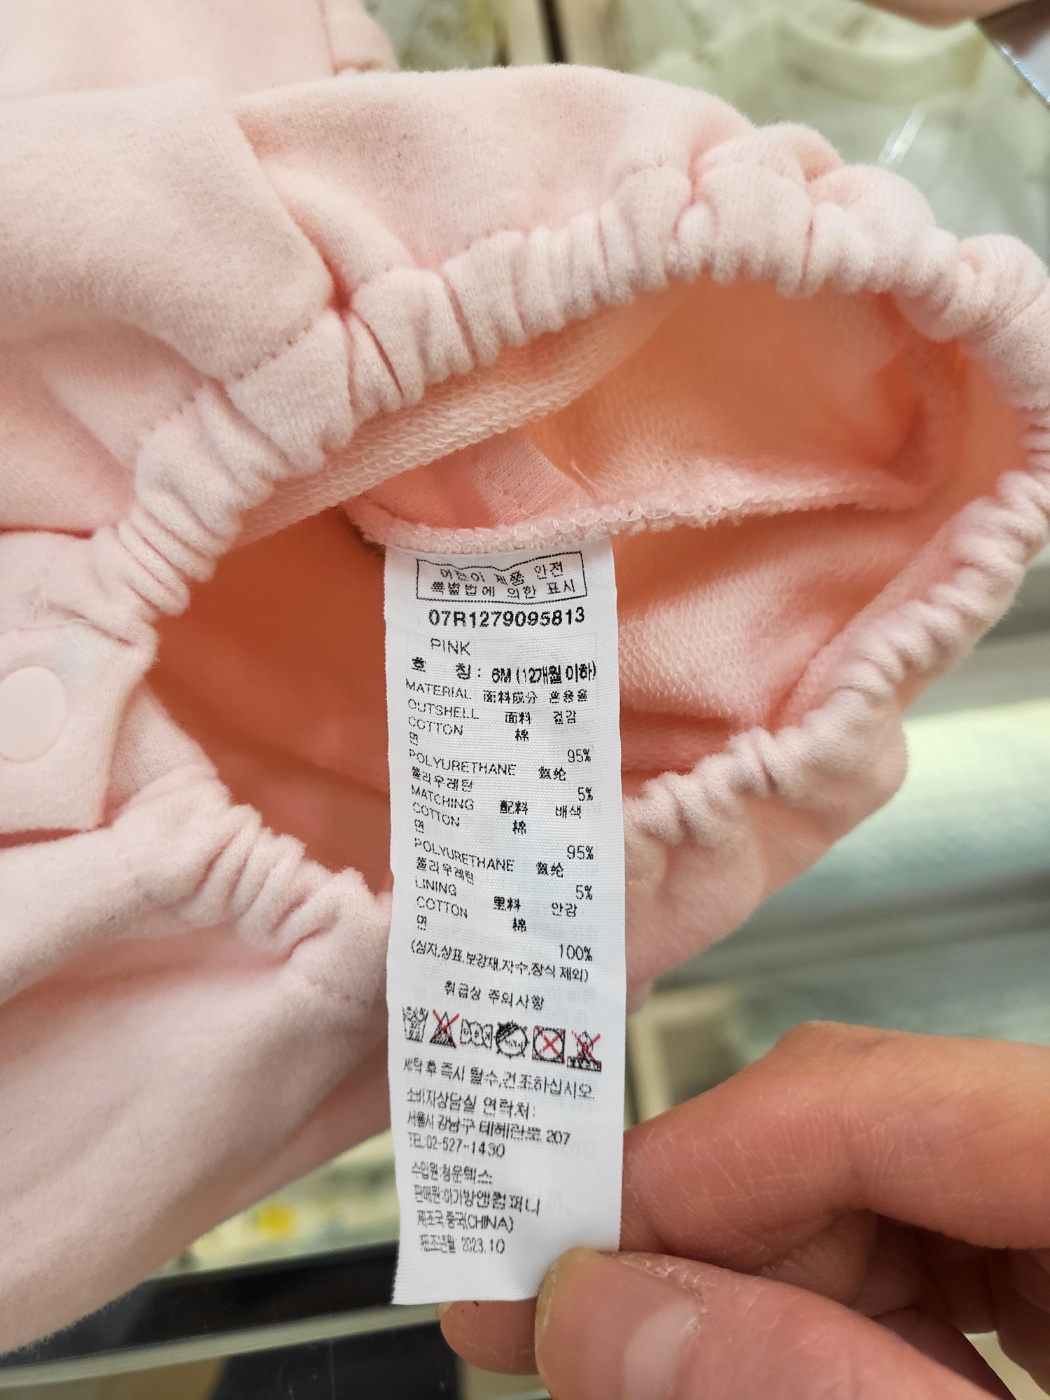 어린이 제품 안전
특별법에 의한 표시
07R1279095813
PINK
호 칭 : 6M (12개월 이하)
MATERIAL 面料成分 혼용율
OUTSHELL 面料 겉감
COTTON 棉
면
95%
POLYURETHANE 氨纶
폴리우레탄
5%
MATCHING 配料 배색
COTTON 棉
면
95%
POLYURETHANE 氨纶
폴리우레탄
5%
LINING 里料 안감
COTTON 棉
면
100%
(심지,상표,보강재,자수,장식 제외)
취급상 주의사항
세탁 후 즉시 탈수,건조하십시오.
소비자상담실 연락처:
서울시 강남구 테헤란로 207
TEL:02-527-1430
수입원:청운텍스
판매원:아가방앤컴퍼니
제조국:중국(CHINA)
제조년월 2023.10